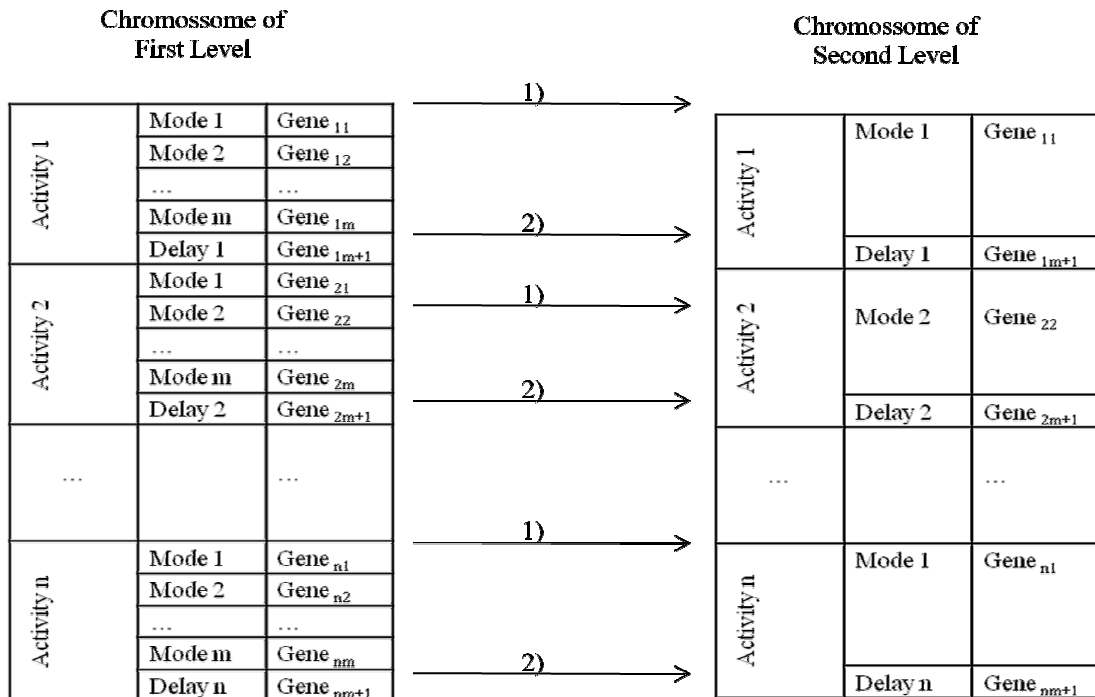 Chromossome of
First Level
Chromossome of
Second Level
Activity 1
Mode 1 Gene 11
Mode 2 Gene 12
... ...
Mode m Gene 1m
Delay 1 Gene 1m+1
Activity 2
Mode 1 Gene 21
Mode 2 Gene 22
... ...
Mode m Gene 2m
Delay 2 Gene 2m+1
... ...
Activity n
Mode 1 Gene n1
Mode 2 Gene n2
... ...
Mode m Gene nm
Delay n Gene nm+1
1)
2)
1)
2)
1)
2)
Activity 1
Mode 1 Gene 11
Delay 1 Gene 1m+1
Activity 2
Mode 2 Gene 22
Delay 2 Gene 2m+1
... ...
Activity n
Mode 1 Gene n1
Delay n Gene nm+1